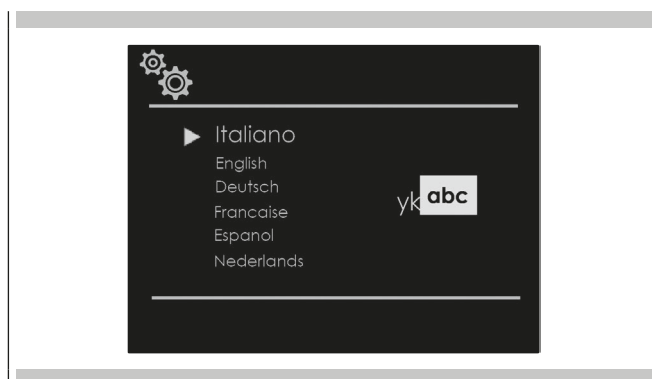 Italiano
English
Deutsch
Francaise
Espanol
Nederlands
yk abc